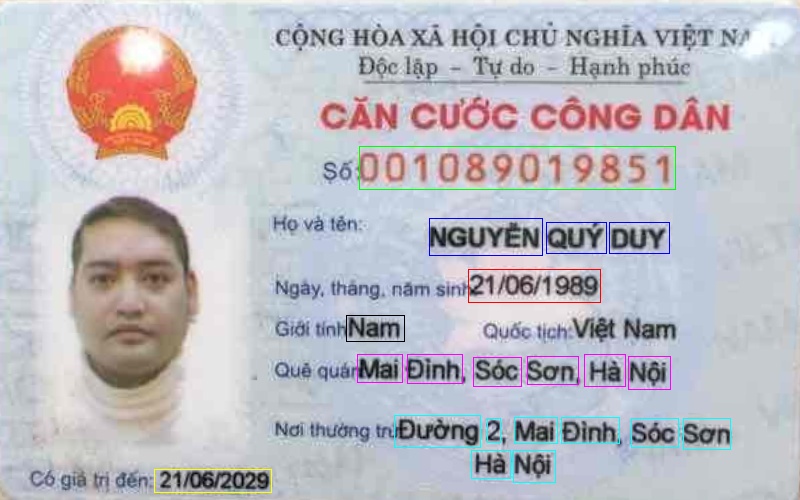 CỘNG HÒA XÃ HỘI CHỦ NGHĨA VIỆT NAM
Độc lập - Tự do - Hạnh phúc
CĂN CƯỚC CÔNG DÂN
Số: 001089019851
Họ và tên: NGUYỄN QUÝ DUY
Ngày, tháng, năm sinh 21/06/1989
Giới tính Nam Quốc tịch: Việt Nam
Quê quán Mai Đình, Sóc Sơn, Hà Nội
Nơi thường trú Đường 2, Mai Đình, Sóc Sơn
Hà Nội
Có giá trị đến: 21/06/2029